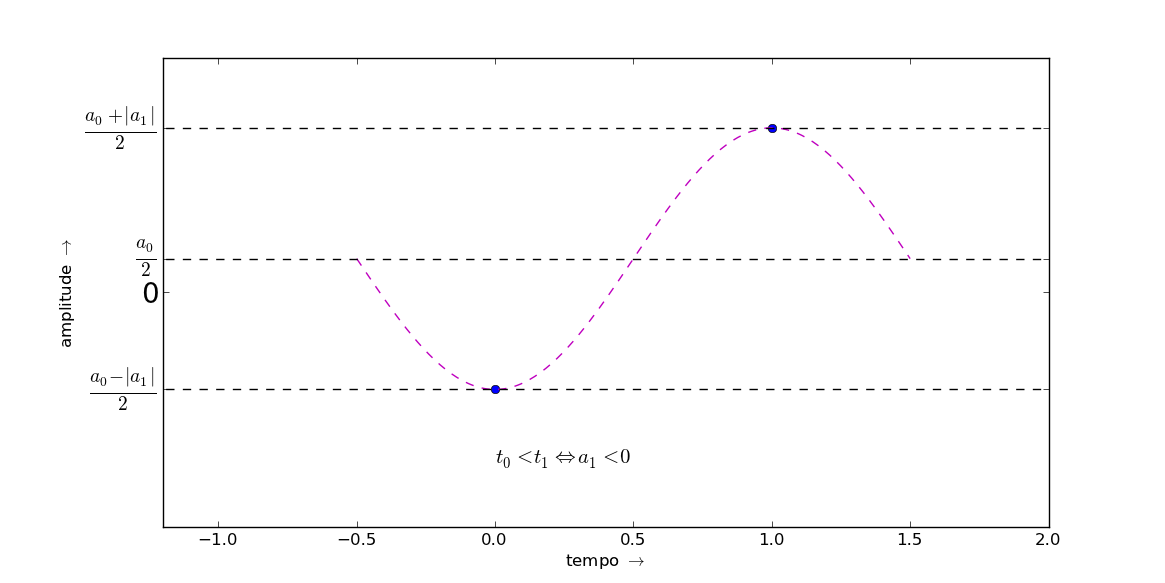 a₀ + |a₁|
2
a₀
2
0
a₀ − |a₁|
2
amplitude →
t₀ < t₁ ⇔ a₁ < 0
−1.0 −0.5 0.0 0.5 1.0 1.5 2.0
tempo →